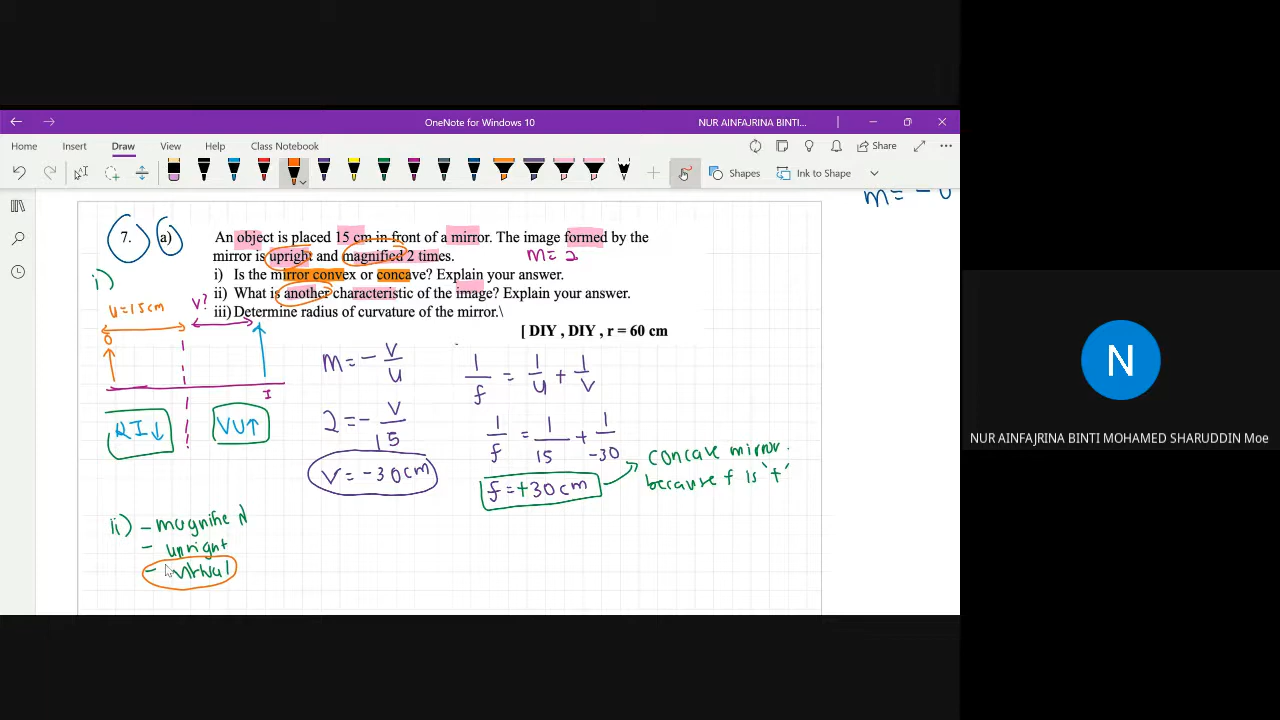 OneNote for Windows 10
NUR AINFAJRINA BINTI...
Home Insert Draw View Help Class Notebook
Share
Shapes
Ink to Shape
m = - v
7. a) An object is placed 15 cm in front of a mirror. The image formed by the
mirror is upright and magnified 2 times.
m = 2
i) i) Is the mirror convex or concave? Explain your answer.
ii) What is another characteristic of the image? Explain your answer.
iii) Determine radius of curvature of the mirror.\
[ DIY , DIY , r = 60 cm
u = 15 cm
v?
O
I
RI↓
VU↑
m = - v/u
2 = - v/15
v = -30 cm
1/f = 1/u + 1/v
1/f = 1/15 + 1/-30
f = +30 cm
concave mirror.
because f is '+'
ii) - magnified
- upright
- virtual
N
NUR AINFAJRINA BINTI MOHAMED SHARUDDIN Moe